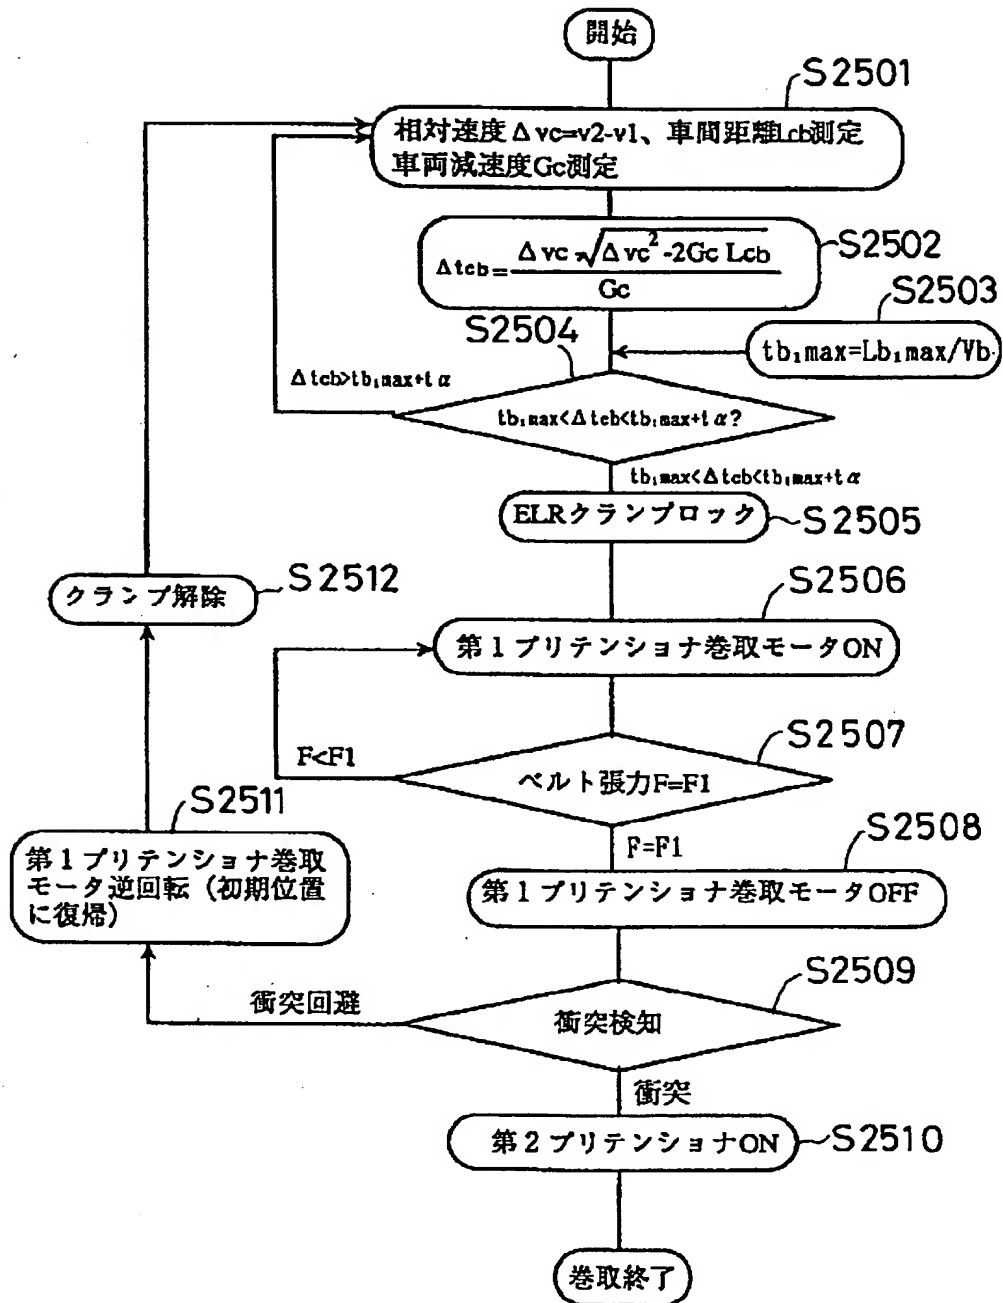 開始
S2501
相対速度Δvc=v2-v1、車間距離Lcb測定
車両減速度Gc測定
S2502
Δtcb=Δvc-√Δvc²-2Gc Lcb/Gc
S2503
tb₁max=Lb₁max/Vb
S2504
Δtcb>tb₁max+tα
tb₁max<Δtcb<tb₁max+tα?
tb₁max<Δtcb<tb₁max+tα
ELRクランプロック
S2505
S2512
クランプ解除
S2506
第1プリテンショナ巻取モータON
S2507
F<F1
ベルト張力F=F1
S2511
第1プリテンショナ巻取
モータ逆回転（初期位置
に復帰）
F=F1
S2508
第1プリテンショナ巻取モータOFF
S2509
衝突回避
衝突検知
衝突
第2プリテンショナON
S2510
巻取終了